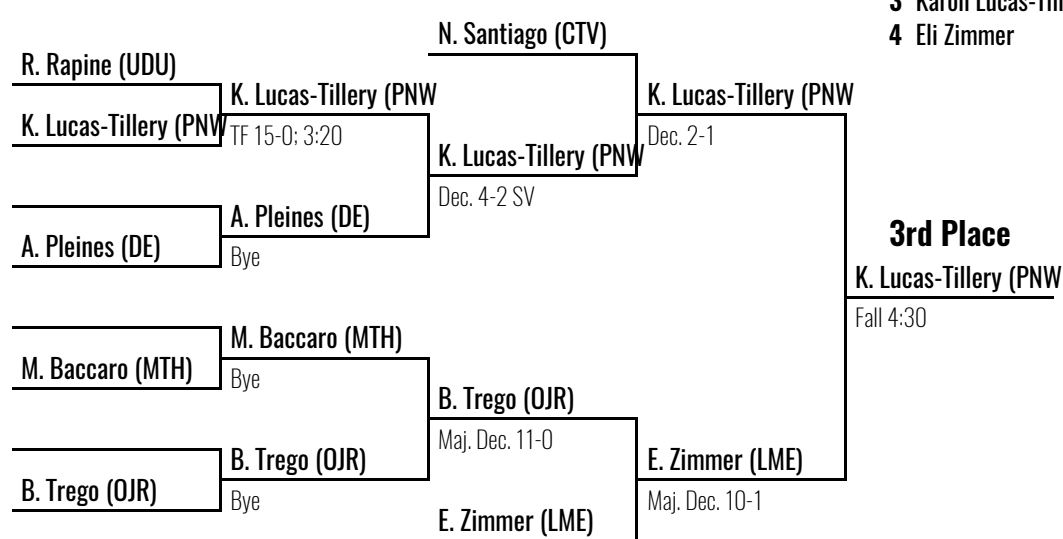 3 Karon Lucas-Till
4 Eli Zimmer
N. Santiago (CTV)
R. Rapine (UDU)
K. Lucas-Tillery (PNW
K. Lucas-Tillery (PNW
K. Lucas-Tillery (PNW
TF 15-0; 3:20
Dec. 2-1
K. Lucas-Tillery (PNW
Dec. 4-2 SV
A. Pleines (DE)
A. Pleines (DE)
Bye
3rd Place
K. Lucas-Tillery (PNW
Fall 4:30
M. Baccaro (MTH)
M. Baccaro (MTH)
Bye
B. Trego (OJR)
Maj. Dec. 11-0
B. Trego (OJR)
E. Zimmer (LME)
B. Trego (OJR)
Bye
Maj. Dec. 10-1
E. Zimmer (LME)